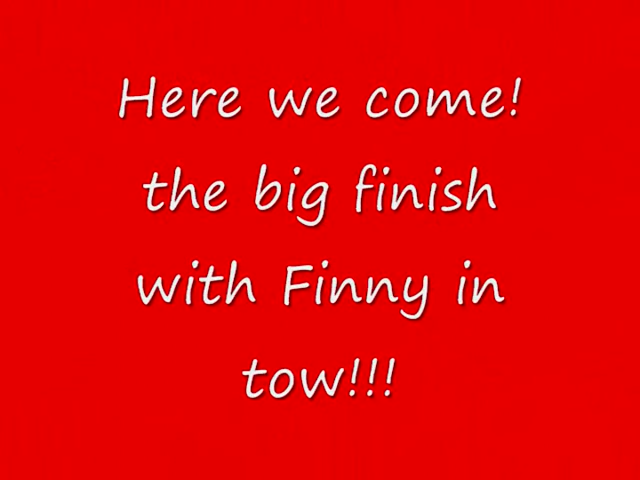 Here we come!
the big finish
with Finny in
tow!!!